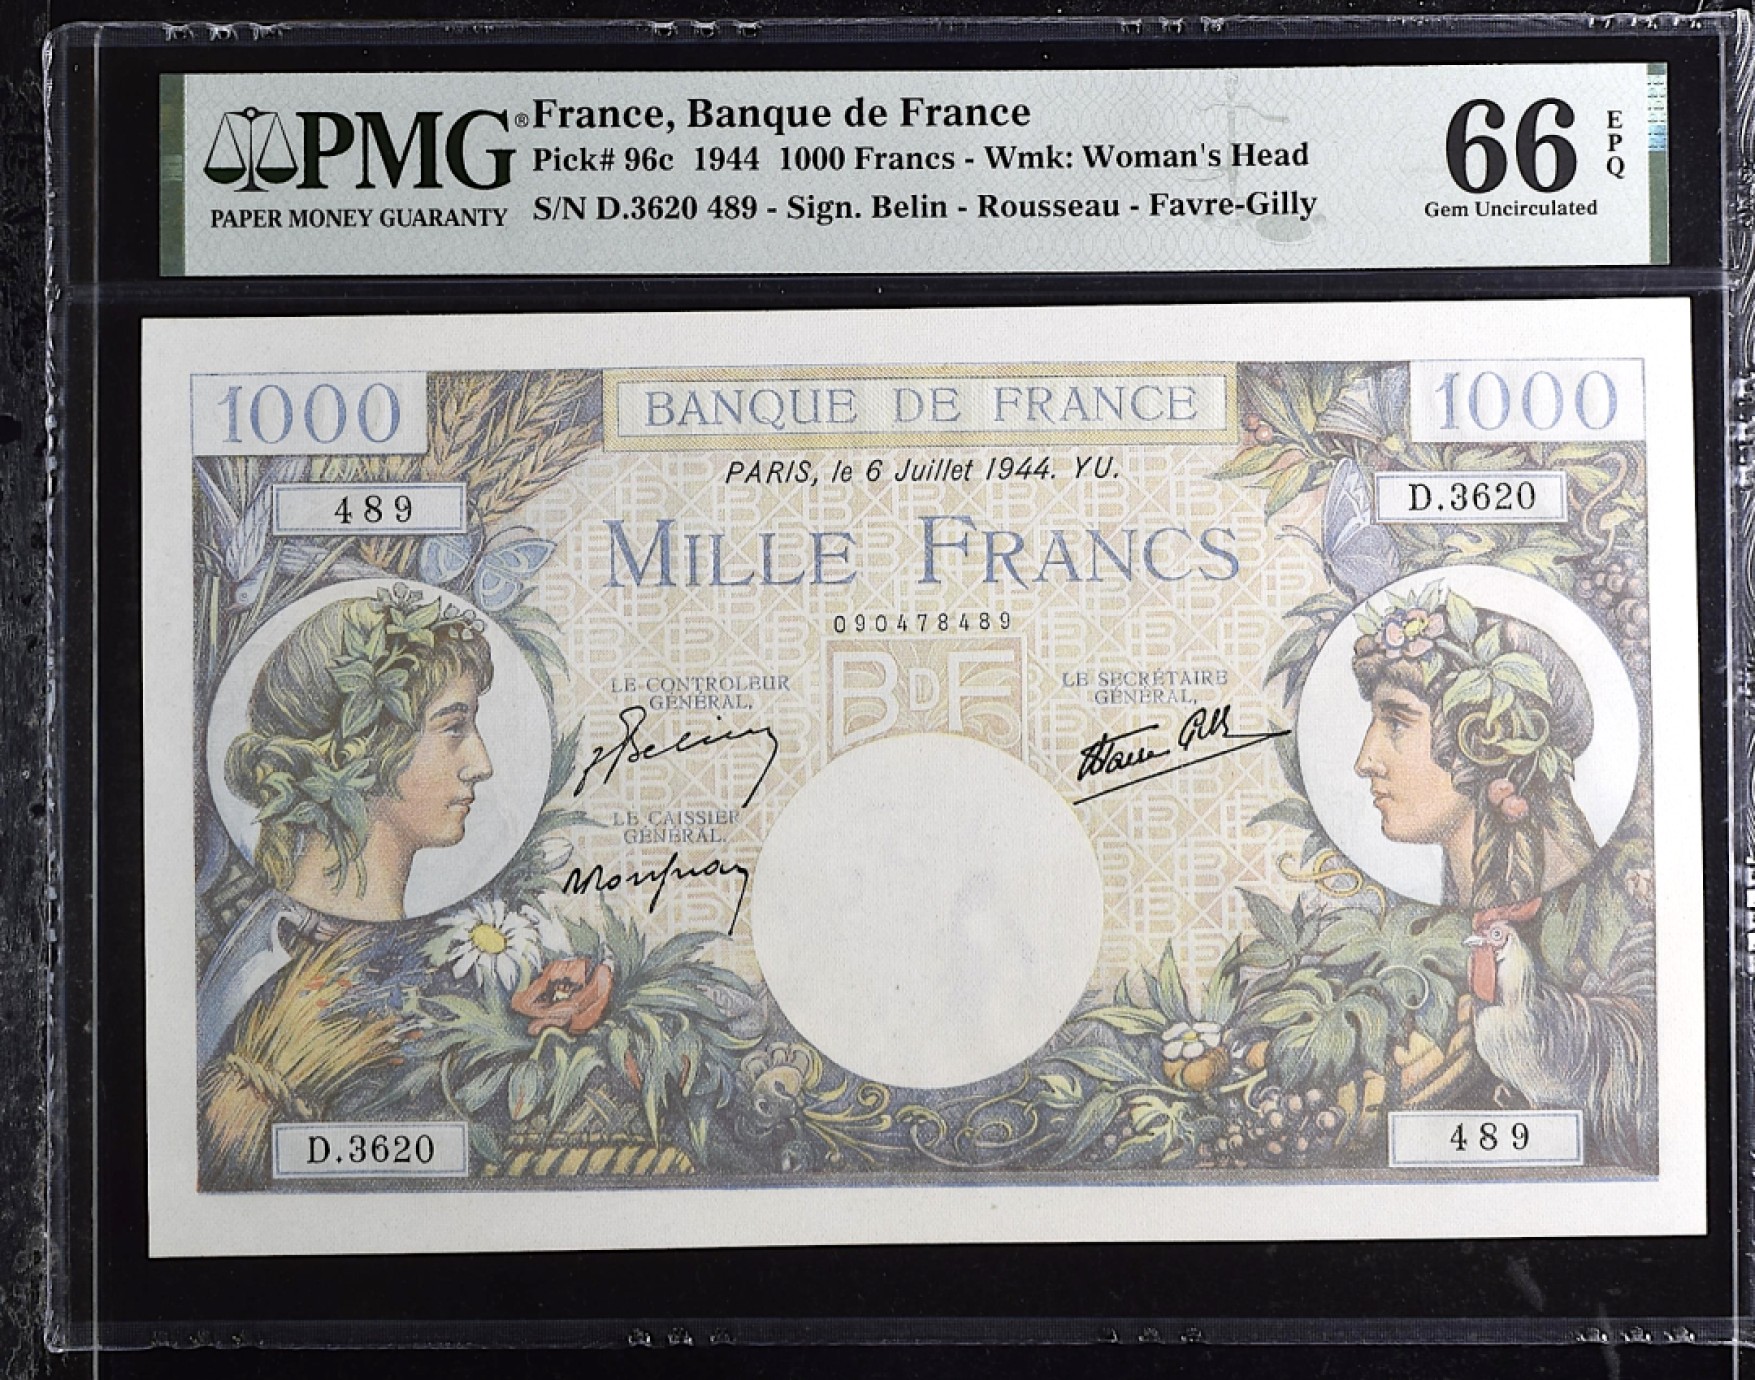 PMG® France, Banque de France
Pick# 96c 1944 1000 Francs - Wmk: Woman's Head
S/N D.3620 489 - Sign. Belin - Rousseau - Favre-Gilly
PAPER MONEY GUARANTY
66 EPQ
Gem Uncirculated
1000 BANQUE DE FRANCE 1000
PARIS, le 6 Juillet 1944. YU.
489 D.3620
MILLE FRANCS
090478489
BDF
LE CONTROLEUR
GÉNÉRAL,
LE SECRÉTAIRE
GÉNÉRAL,
LE CAISSIER
GÉNÉRAL,
D.3620 489